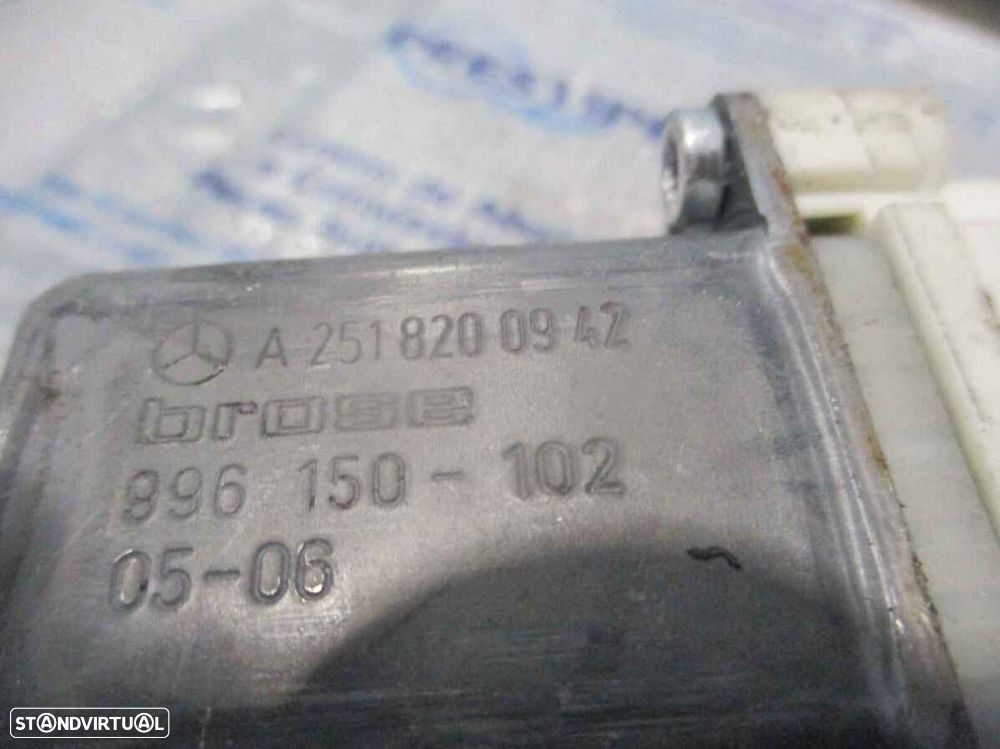 A 251 820 09 42
brose
896 150-102
05-06
STANDVIRTUAL